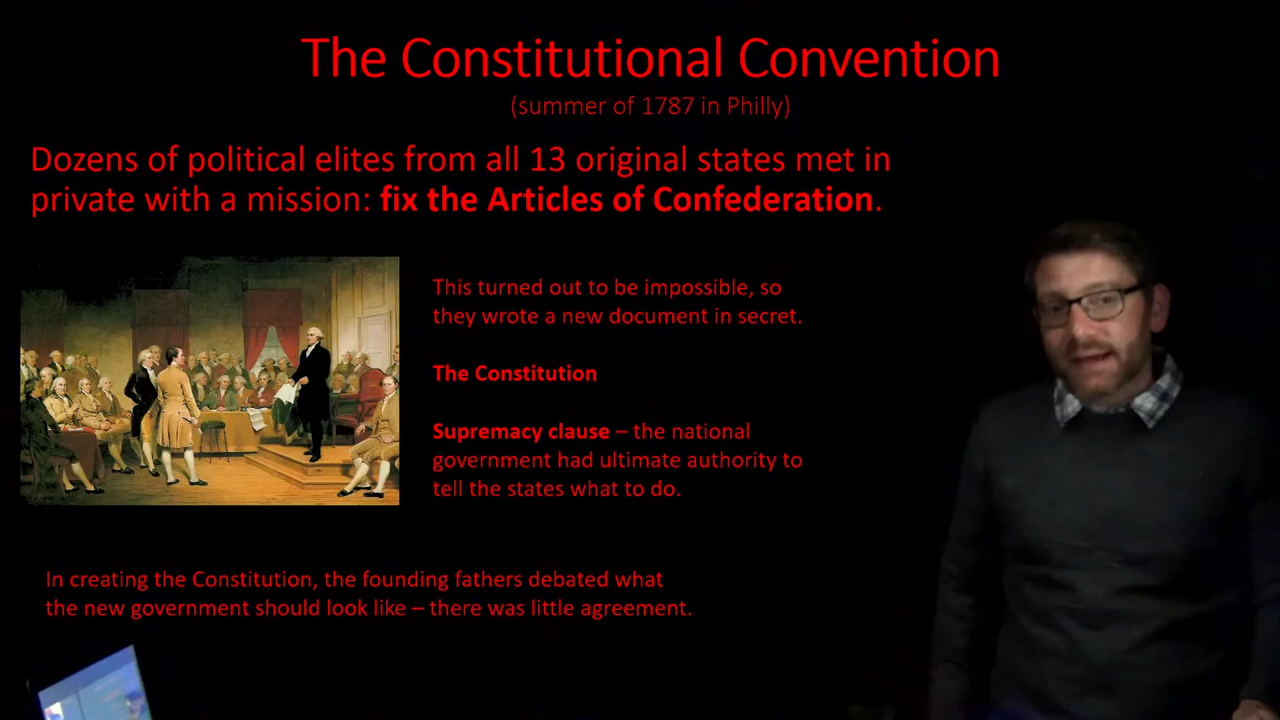 The Constitutional Convention
(summer of 1787 in Philly)
Dozens of political elites from all 13 original states met in
private with a mission: fix the Articles of Confederation.
This turned out to be impossible, so
they wrote a new document in secret.
The Constitution
Supremacy clause – the national
government had ultimate authority to
tell the states what to do.
In creating the Constitution, the founding fathers debated what
the new government should look like – there was little agreement.